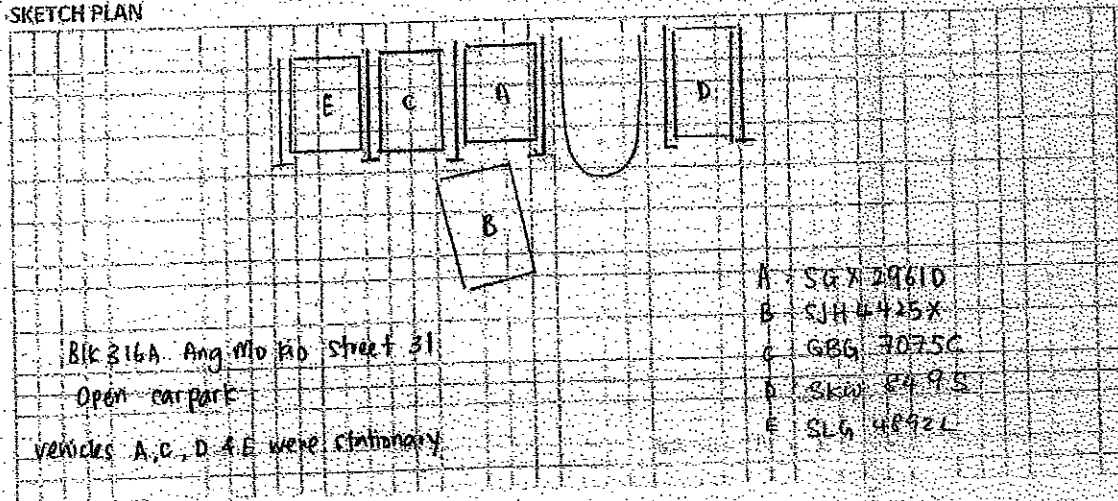 SKETCH PLAN
E C A D
B
A : SGX 2961D
B SJH 4425X
C GBG 7075C
D SKW 849S
E SLG 4892L
Blk 316A Ang Mo Kio Street 31
Open carpark
vehicles A, C, D & E were stationary